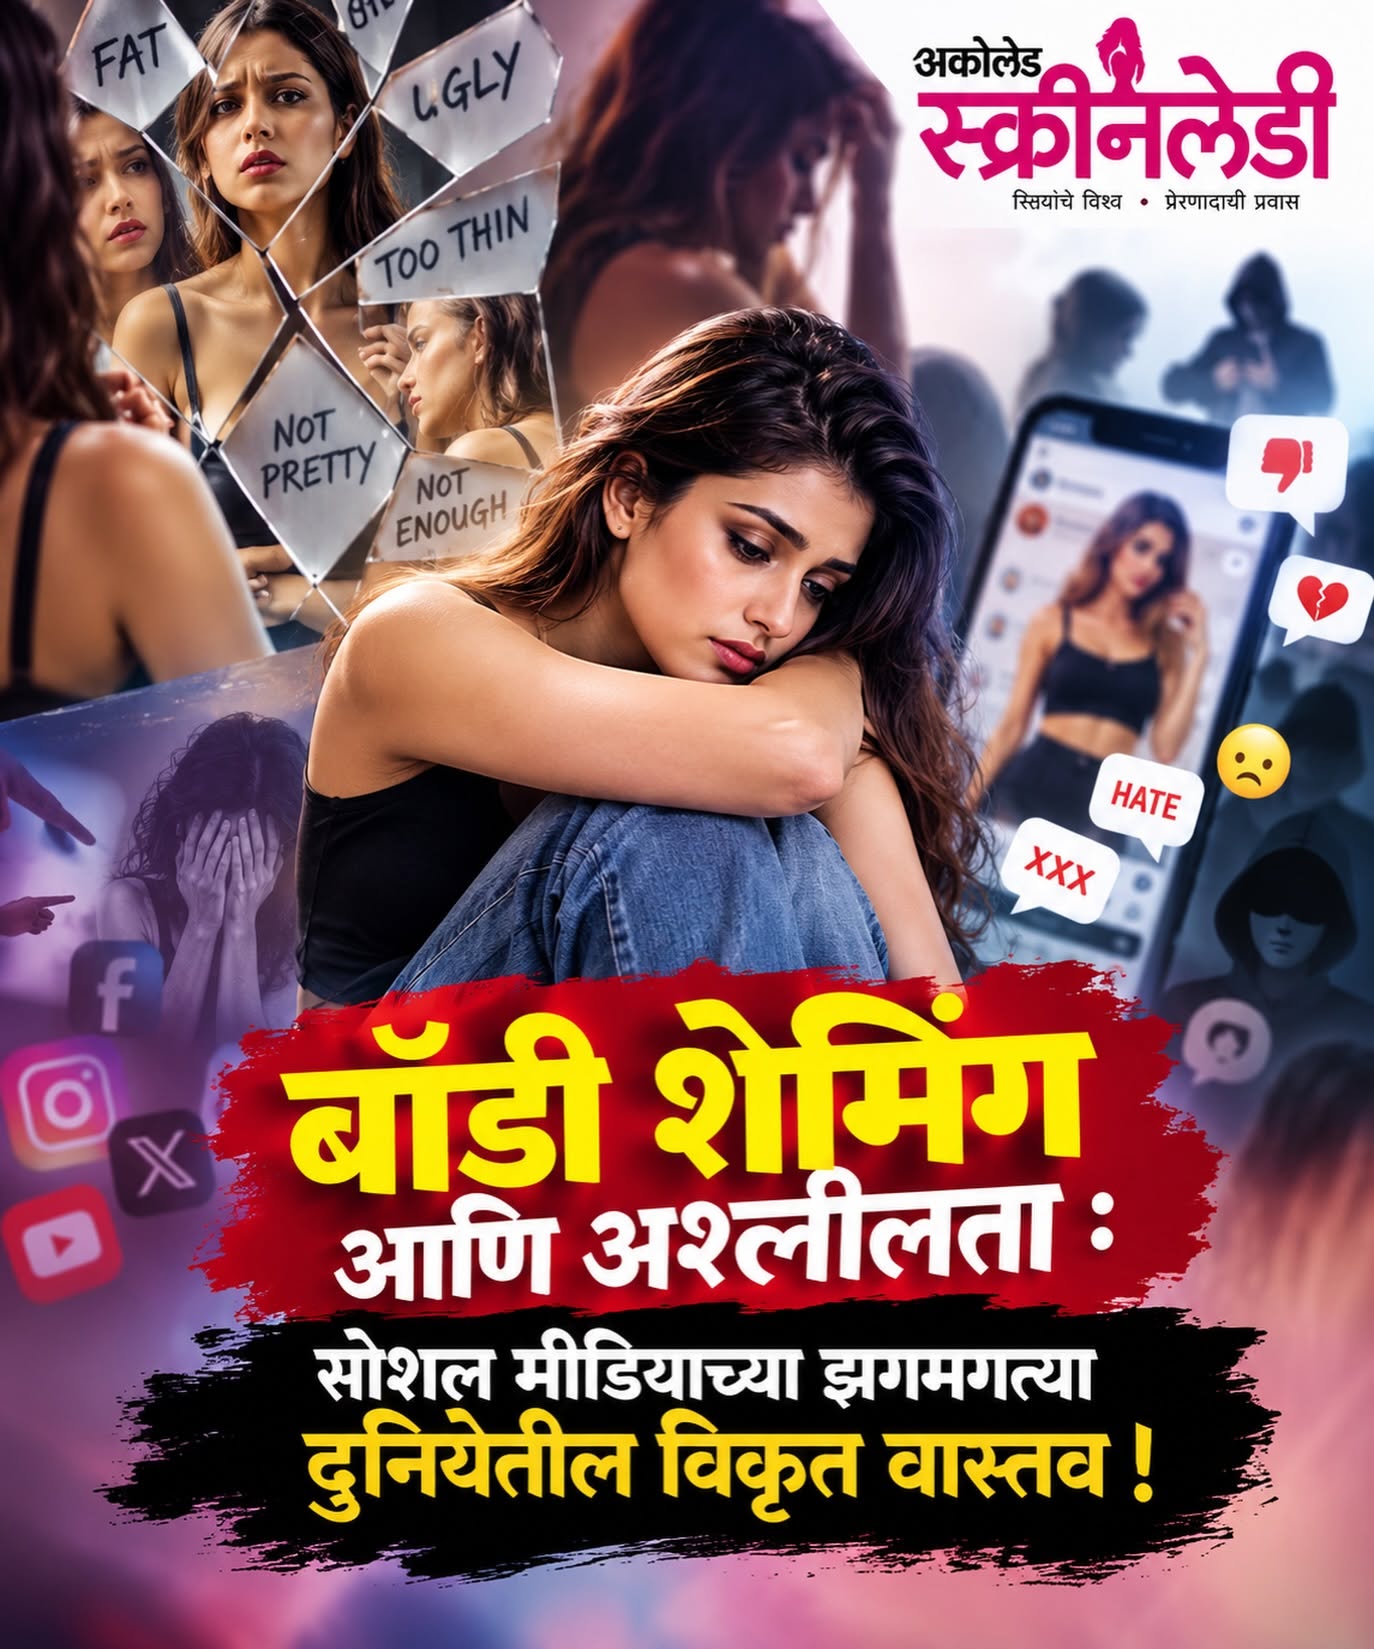 अकोलेड
स्क्रीनलेडी
स्त्रियांचे विश्व • प्रेरणादायी प्रवास
FAT
UGLY
TOO THIN
NOT
PRETTY
NOT
ENOUGH
HATE
XXX
बॉडी शेमिंग
आणि अश्लीलता :
सोशल मीडियाच्या झगमगत्या
दुनियेतील विकृत वास्तव !